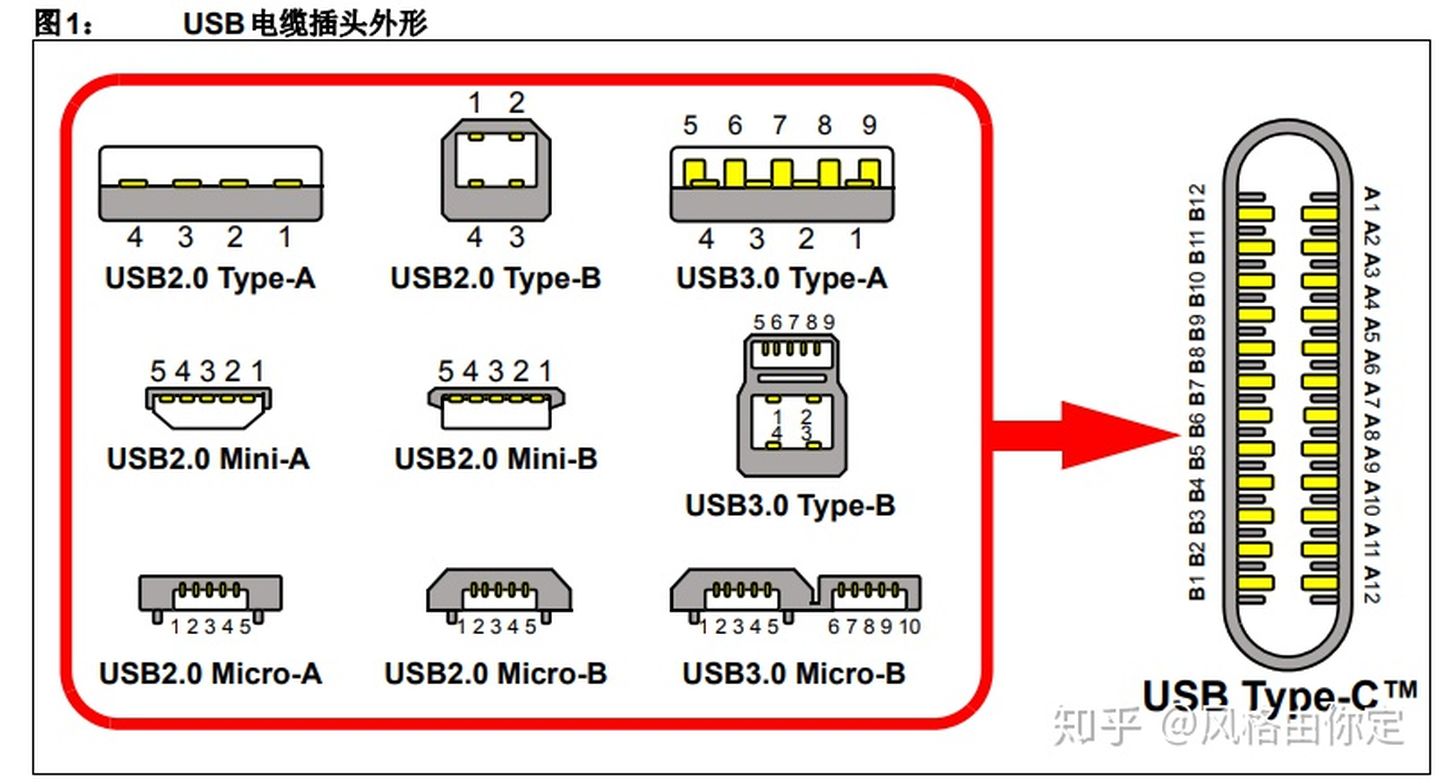 图1： USB 电缆插头外形
1 2
5 6 7 8 9
4 3 2 1
4 3
4 3 2 1
USB2.0 Type-A
USB2.0 Type-B
USB3.0 Type-A
5 4 3 2 1
5 4 3 2 1
5 6 7 8 9
1 2
4 3
USB2.0 Mini-A
USB2.0 Mini-B
USB3.0 Type-B
1 2 3 4 5
1 2 3 4 5
1 2 3 4 5
6 7 8 9 10
USB2.0 Micro-A
USB2.0 Micro-B
USB3.0 Micro-B
B1 B2 B3 B4 B5 B6 B7 B8 B9 B10 B11 B12
A1 A2 A3 A4 A5 A6 A7 A8 A9 A10 A11 A12
USB Type-C™
知乎 @风格由你定